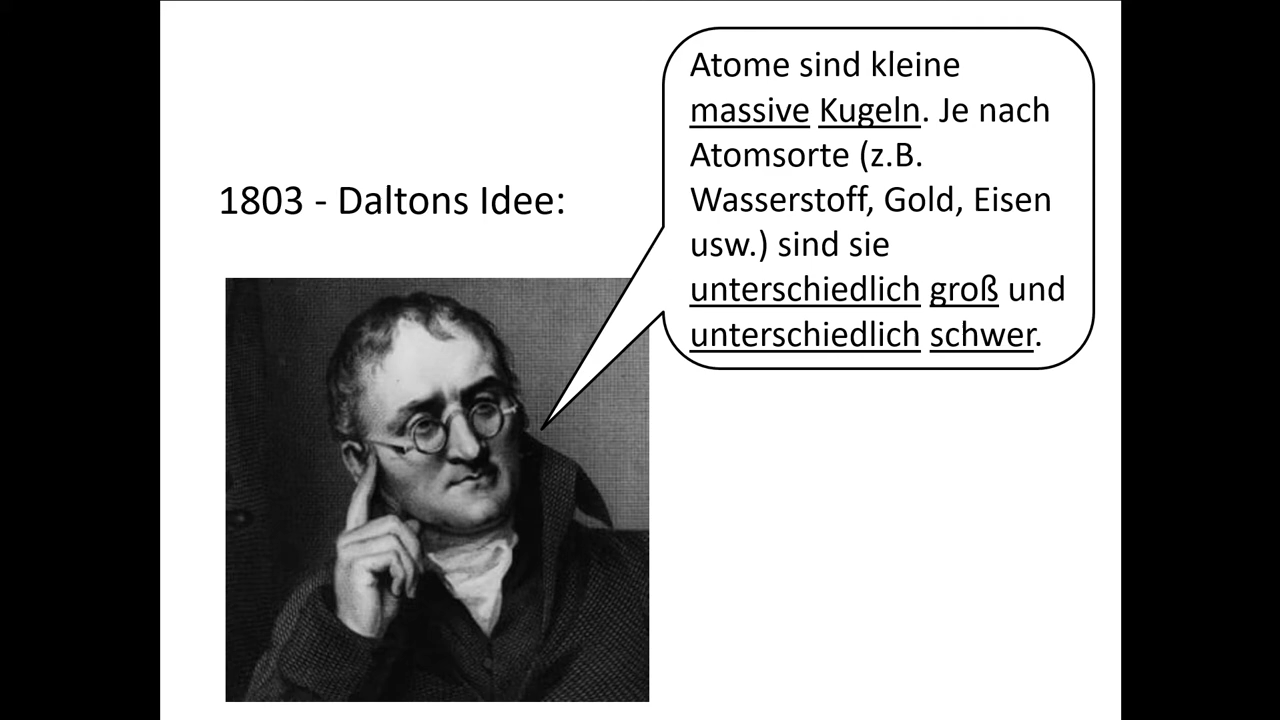 1803 - Daltons Idee:
Atome sind kleine
massive Kugeln. Je nach
Atomsorte (z.B.
Wasserstoff, Gold, Eisen
usw.) sind sie
unterschiedlich groß und
unterschiedlich schwer.